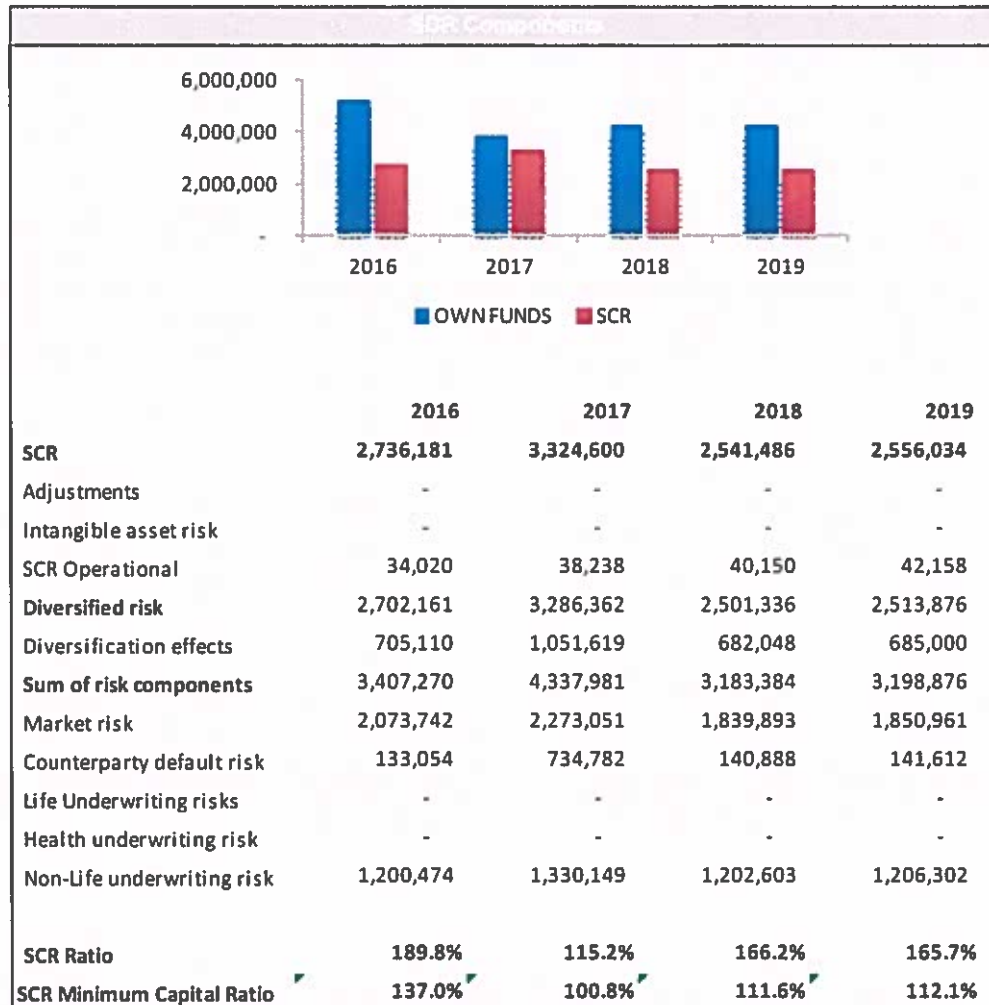 SCR Components
6,000,000
4,000,000
2,000,000
-
2016 2017 2018 2019
OWN FUNDS SCR
2016 2017 2018 2019
SCR 2,736,181 3,324,600 2,541,486 2,556,034
Adjustments - - - -
Intangible asset risk - - - -
SCR Operational 34,020 38,238 40,150 42,158
Diversified risk 2,702,161 3,286,362 2,501,336 2,513,876
Diversification effects 705,110 1,051,619 682,048 685,000
Sum of risk components 3,407,270 4,337,981 3,183,384 3,198,876
Market risk 2,073,742 2,273,051 1,839,893 1,850,961
Counterparty default risk 133,054 734,782 140,888 141,612
Life Underwriting risks - - - -
Health underwriting risk - - - -
Non-Life underwriting risk 1,200,474 1,330,149 1,202,603 1,206,302
SCR Ratio 189.8% 115.2% 166.2% 165.7%
SCR Minimum Capital Ratio 137.0% 100.8% 111.6% 112.1%